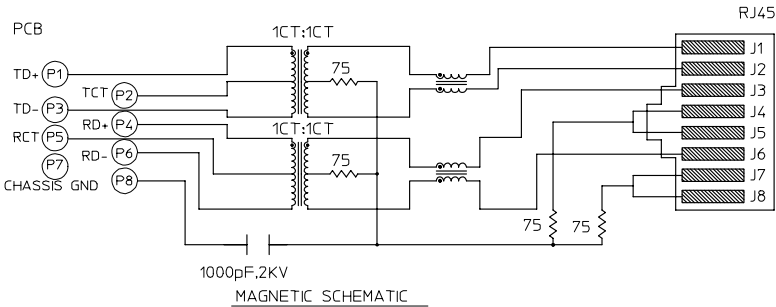 RJ45
PCB
1CT:1CT
J1
TD+ P1
75
J2
TCT P2
J3
TD- P3
J4
RD+ P4
1CT:1CT
RCT P5
J5
RD- P6
75
J6
P7
J7
CHASSIS GND P8
J8
75
75
1000pF,2KV
MAGNETIC SCHEMATIC